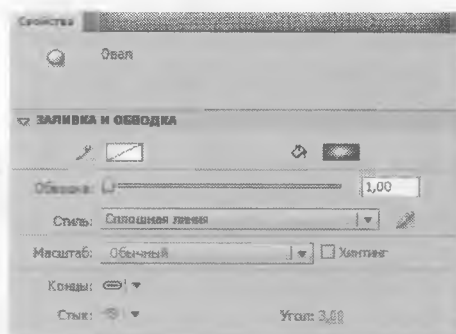 Свойства
Овал
ЗАЛИВКА И ОБВОДКА
Обводка: 1,00
Стиль: Сплошная линия
Масштаб: Обычный Хинтинг
Концы:
Стык: Угол: 3,00